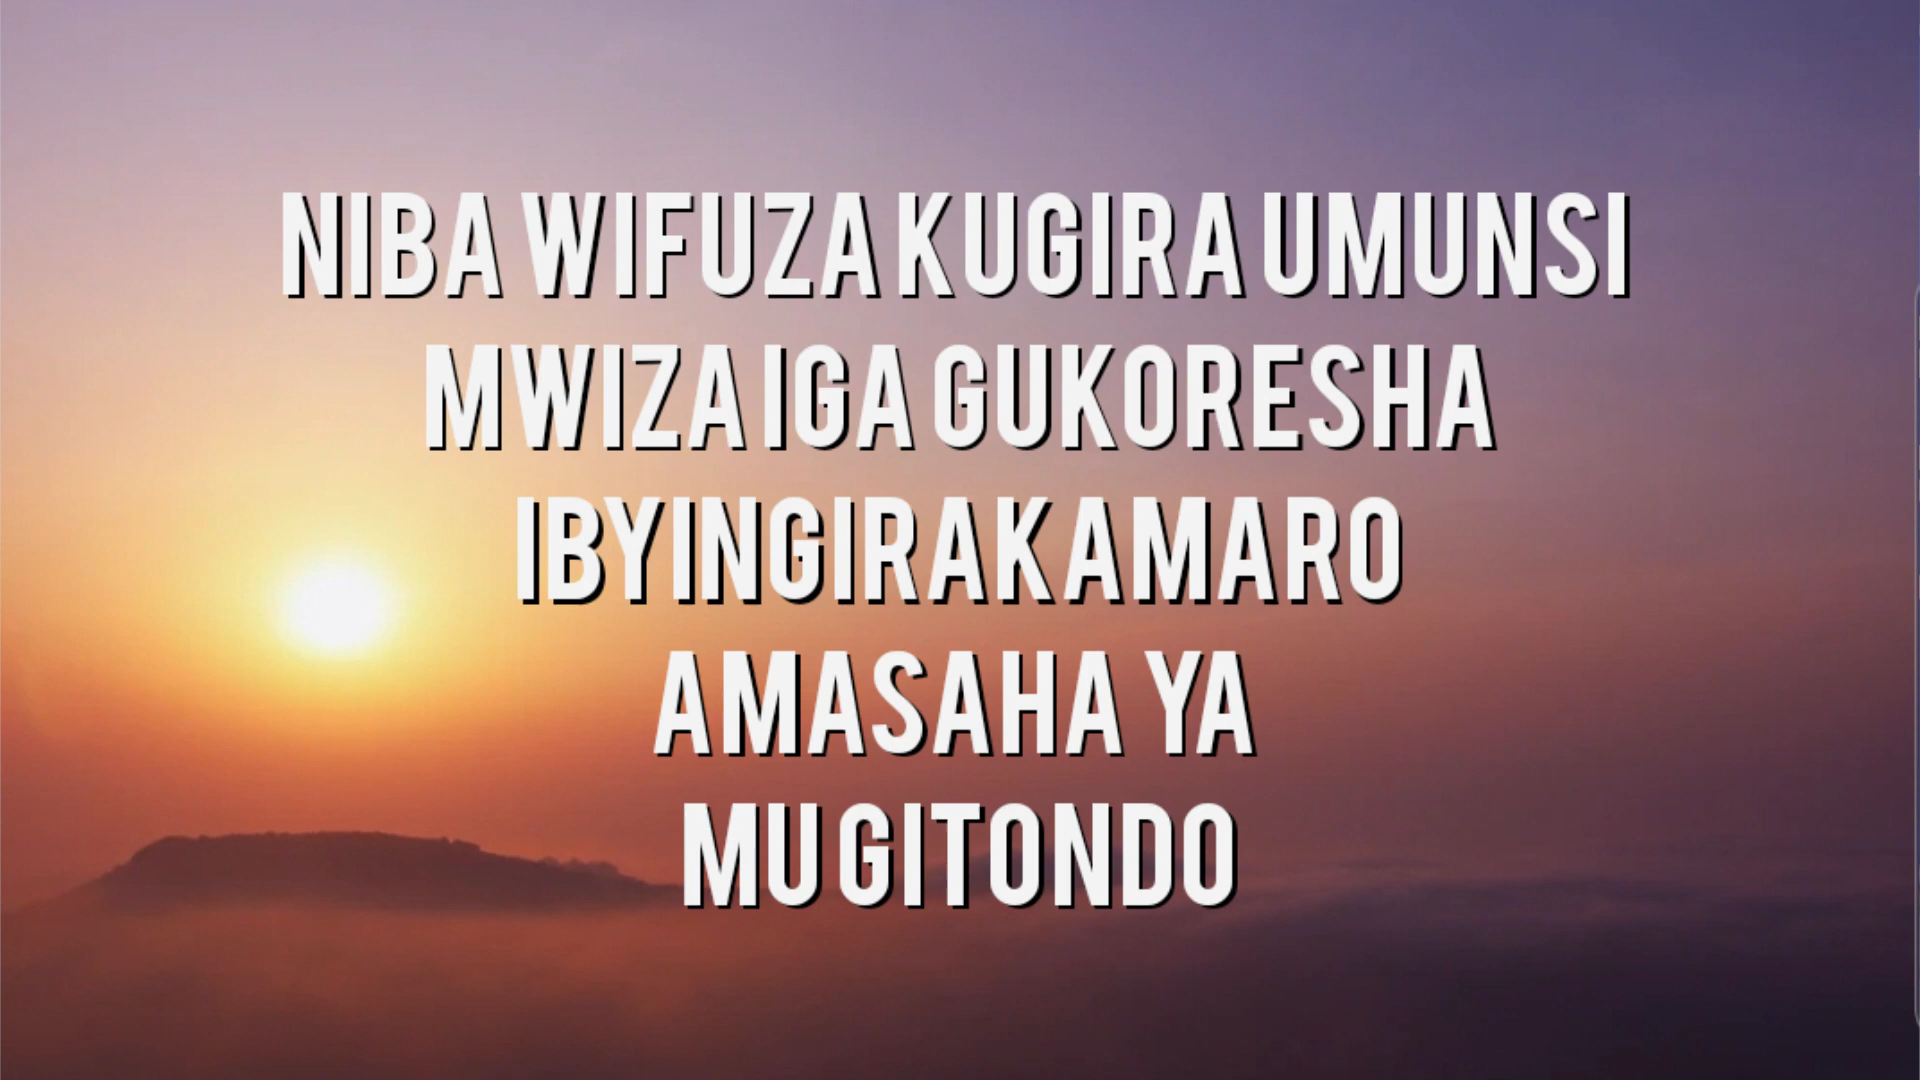 NIBA WIFUZA KUGIRA UMUNSI
MWIZA IGA GUKORESHA
IBYINGIRAKAMARO
AMASAHA YA
MU GITONDO